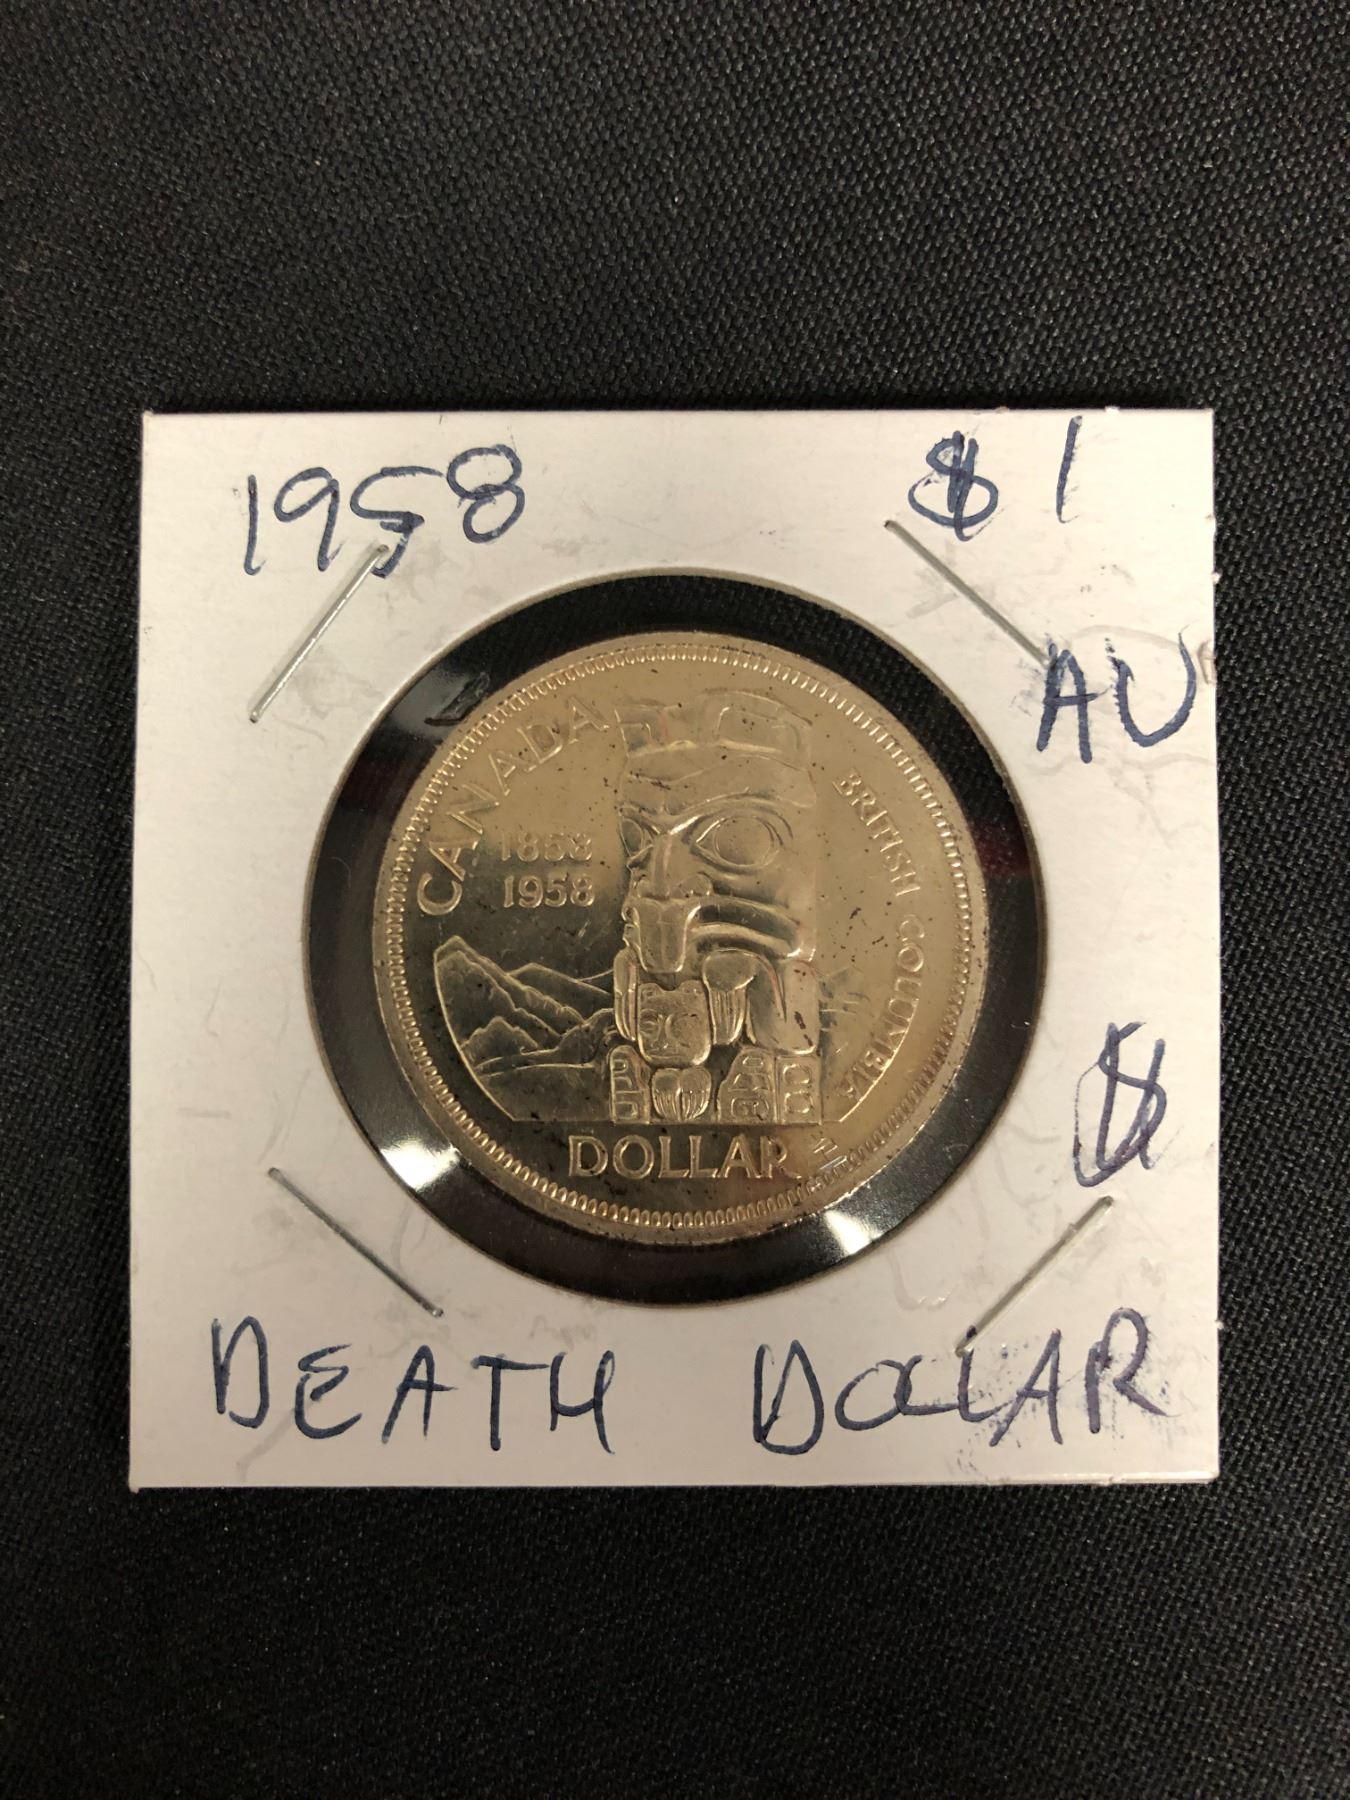 1958 $1
AU
CANADA
1858
1958
BRITISH COLUMBIA
DOLLAR
$
DEATH DOLLAR